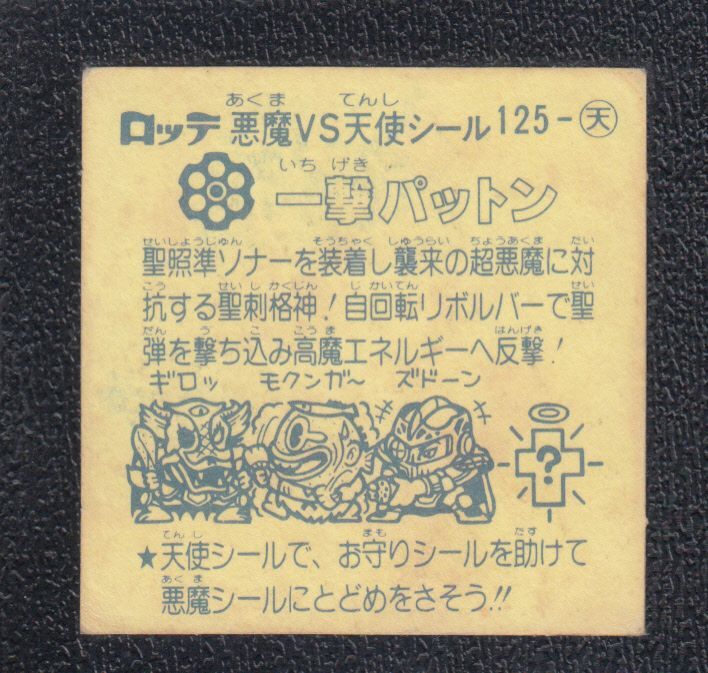 ロッテ 悪魔VS天使シール 125-天
あくま てんし
一撃パットン
いち げき
聖照準ソナーを装着し襲来の超悪魔に対
せいしょうじゅん そうちゃく しゅうらい ちょうあくま たい
抗する聖刺格神!自回転リボルバーで聖
こう せい し かくじん じ かいてん せい
弾を撃ち込み高魔エネルギーへ反撃!
だん う こ こうま はんげき
ギロッ モクンガ〜 ズドーン
?
★天使シールで、お守りシールを助けて
てんし まも たす
悪魔シールにとどめをさそう!!
あくま